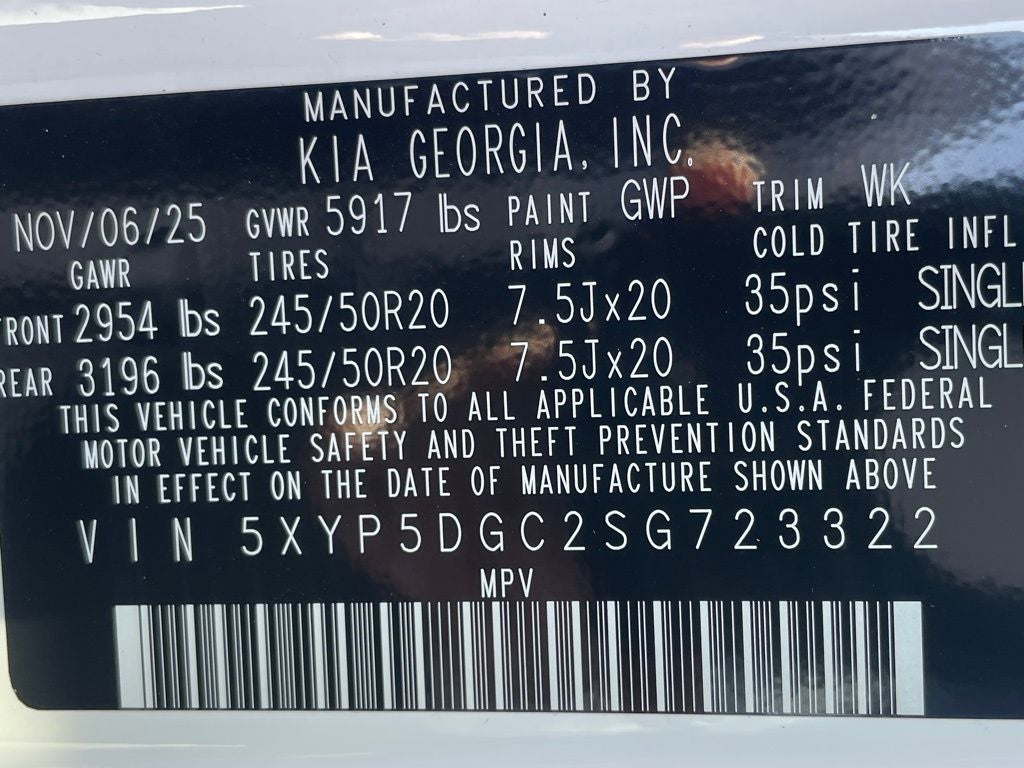 MANUFACTURED BY
KIA GEORGIA, INC.
NOV/06/25 GVWR 5917 lbs PAINT GWP TRIM WK
GAWR TIRES RIMS COLD TIRE INFL
FRONT 2954 lbs 245/50R20 7.5Jx20 35psi SINGL
REAR 3196 lbs 245/50R20 7.5Jx20 35psi SINGL
THIS VEHICLE CONFORMS TO ALL APPLICABLE U.S.A. FEDERAL
MOTOR VEHICLE SAFETY AND THEFT PREVENTION STANDARDS
IN EFFECT ON THE DATE OF MANUFACTURE SHOWN ABOVE
VIN 5XYP5DGC2SG723322
MPV